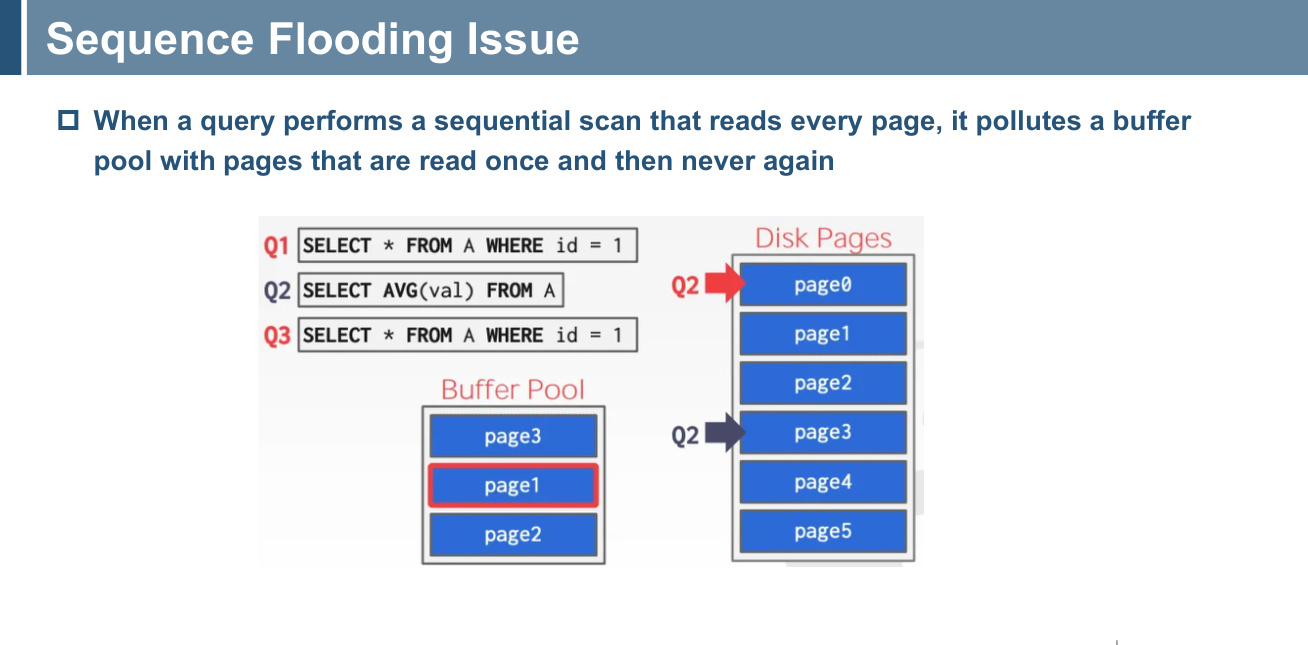 Sequence Flooding Issue
When a query performs a sequential scan that reads every page, it pollutes a buffer
pool with pages that are read once and then never again
Q1 SELECT * FROM A WHERE id = 1
Q2 SELECT AVG(val) FROM A
Q3 SELECT * FROM A WHERE id = 1
Buffer Pool
page3
page1
page2
Disk Pages
Q2 page0
page1
page2
Q2 page3
page4
page5